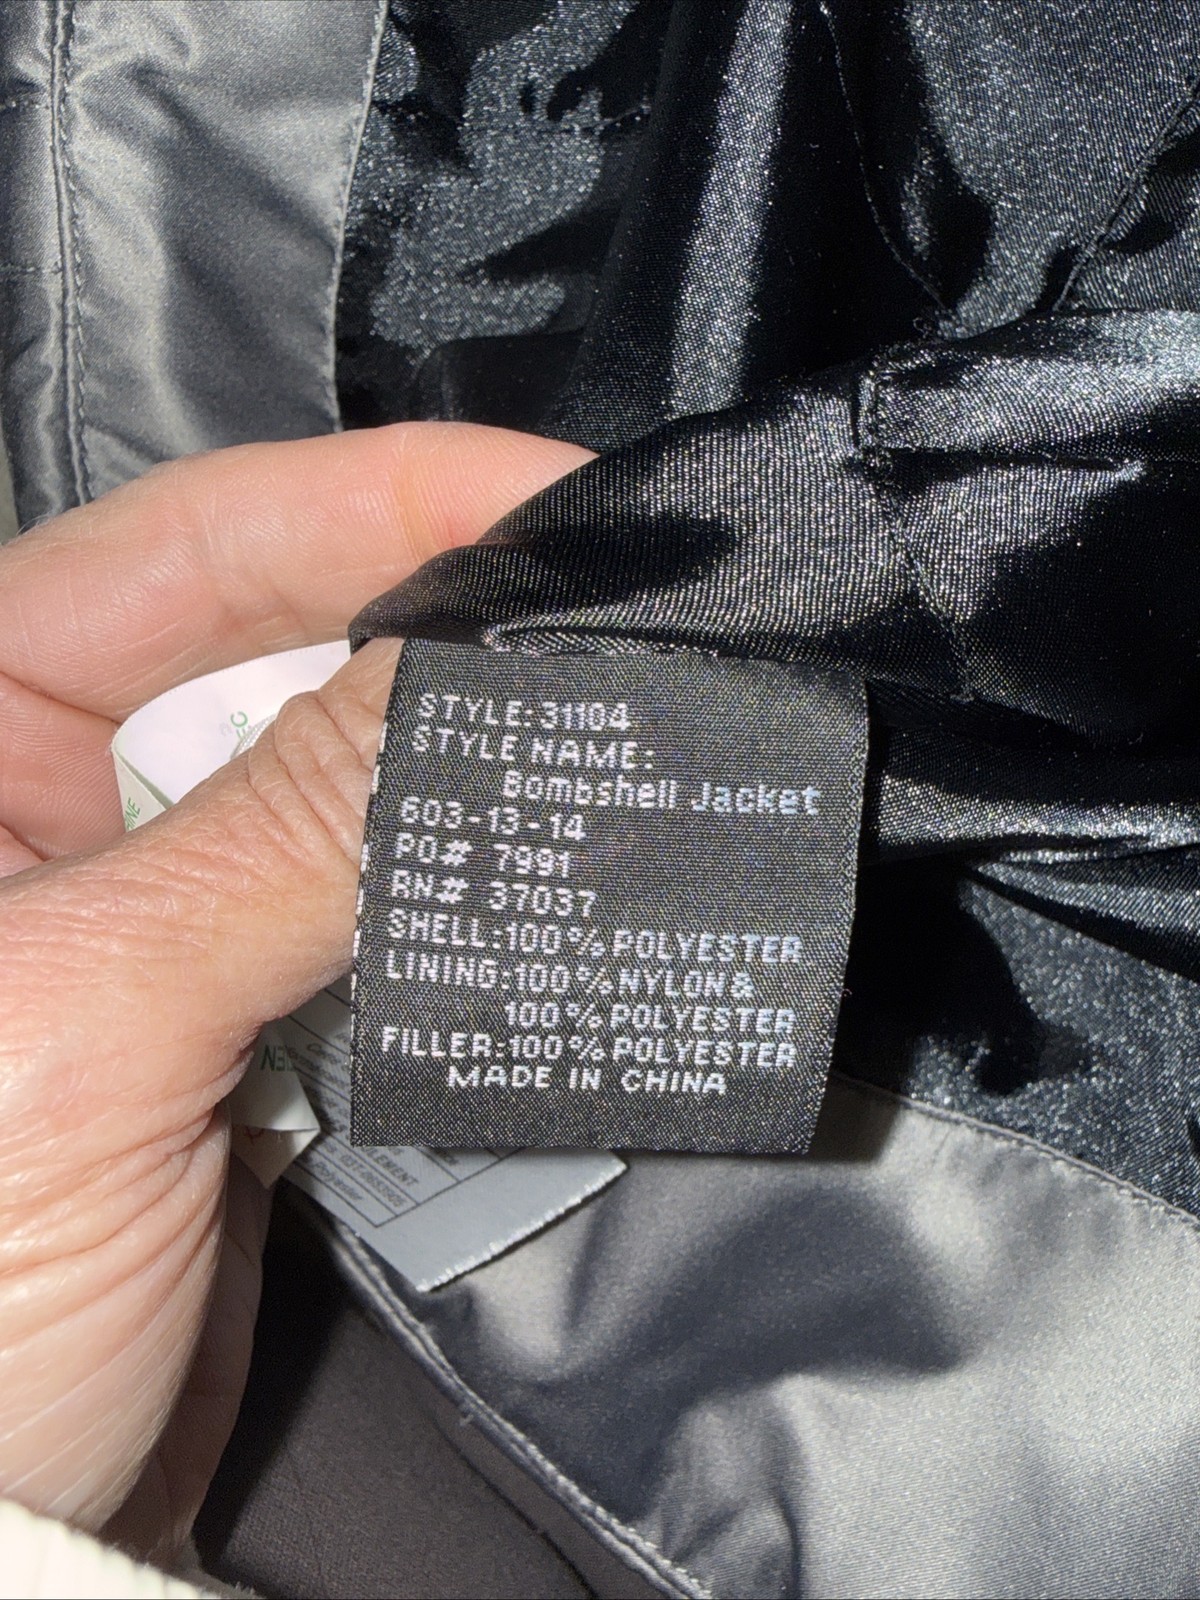 STYLE: 31104
STYLE NAME:
Bombshell Jacket
603-13-14
PO# 7991
RN# 37037
SHELL:100% POLYESTER
LINING:100% NYLON&
100% POLYESTER
FILLER:100% POLYESTER
MADE IN CHINA